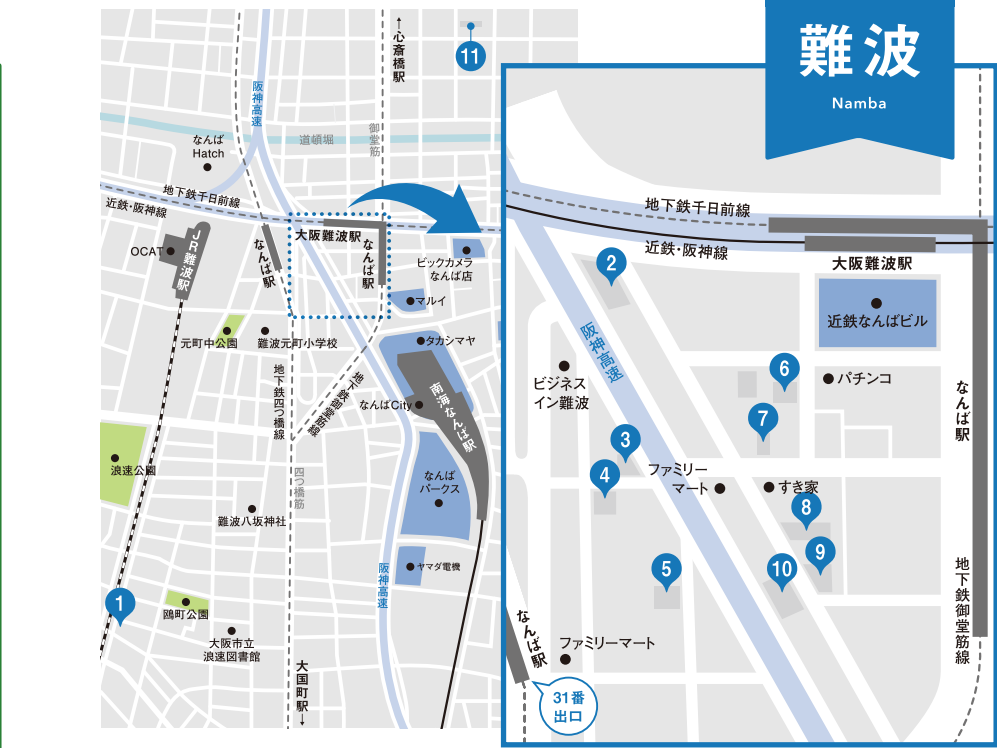 難波
Namba
↑心斎橋駅
11
阪神高速
道頓堀
御堂筋
なんば
Hatch
地下鉄千日前線
近鉄・阪神線
OCAT
JR難波駅
なんば駅
大阪難波駅
なんば駅
ビックカメラ
なんば店
マルイ
元町中公園
難波元町小学校
タカシマヤ
地下鉄四つ橋線
地下鉄御堂筋線
なんばCity
南海なんば駅
浪速公園
四つ橋筋
なんば
パークス
難波八坂神社
阪神高速
ヤマダ電機
1
鴎町公園
大阪市立
浪速図書館
大国町駅↓
地下鉄千日前線
近鉄・阪神線
大阪難波駅
2
近鉄なんばビル
阪神高速
ビジネス
イン難波
6
パチンコ
なんば駅
7
3
4
ファミリー
マート
すき家
8
9
5
10
地下鉄御堂筋線
なんば駅
ファミリーマート
31番
出口